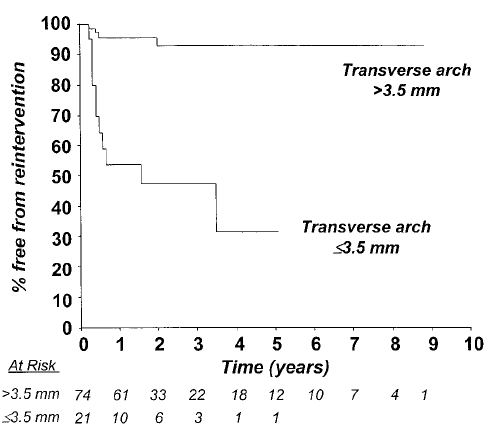 % free from reintervention
100
90
80
70
60
50
40
30
20
10
0
Transverse arch
>3.5 mm
Transverse arch
≤3.5 mm
0 1 2 3 4 5 6 7 8 9 10
Time (years)
At Risk
>3.5 mm 74 61 33 22 18 12 10 7 4 1
≤3.5 mm 21 10 6 3 1 1